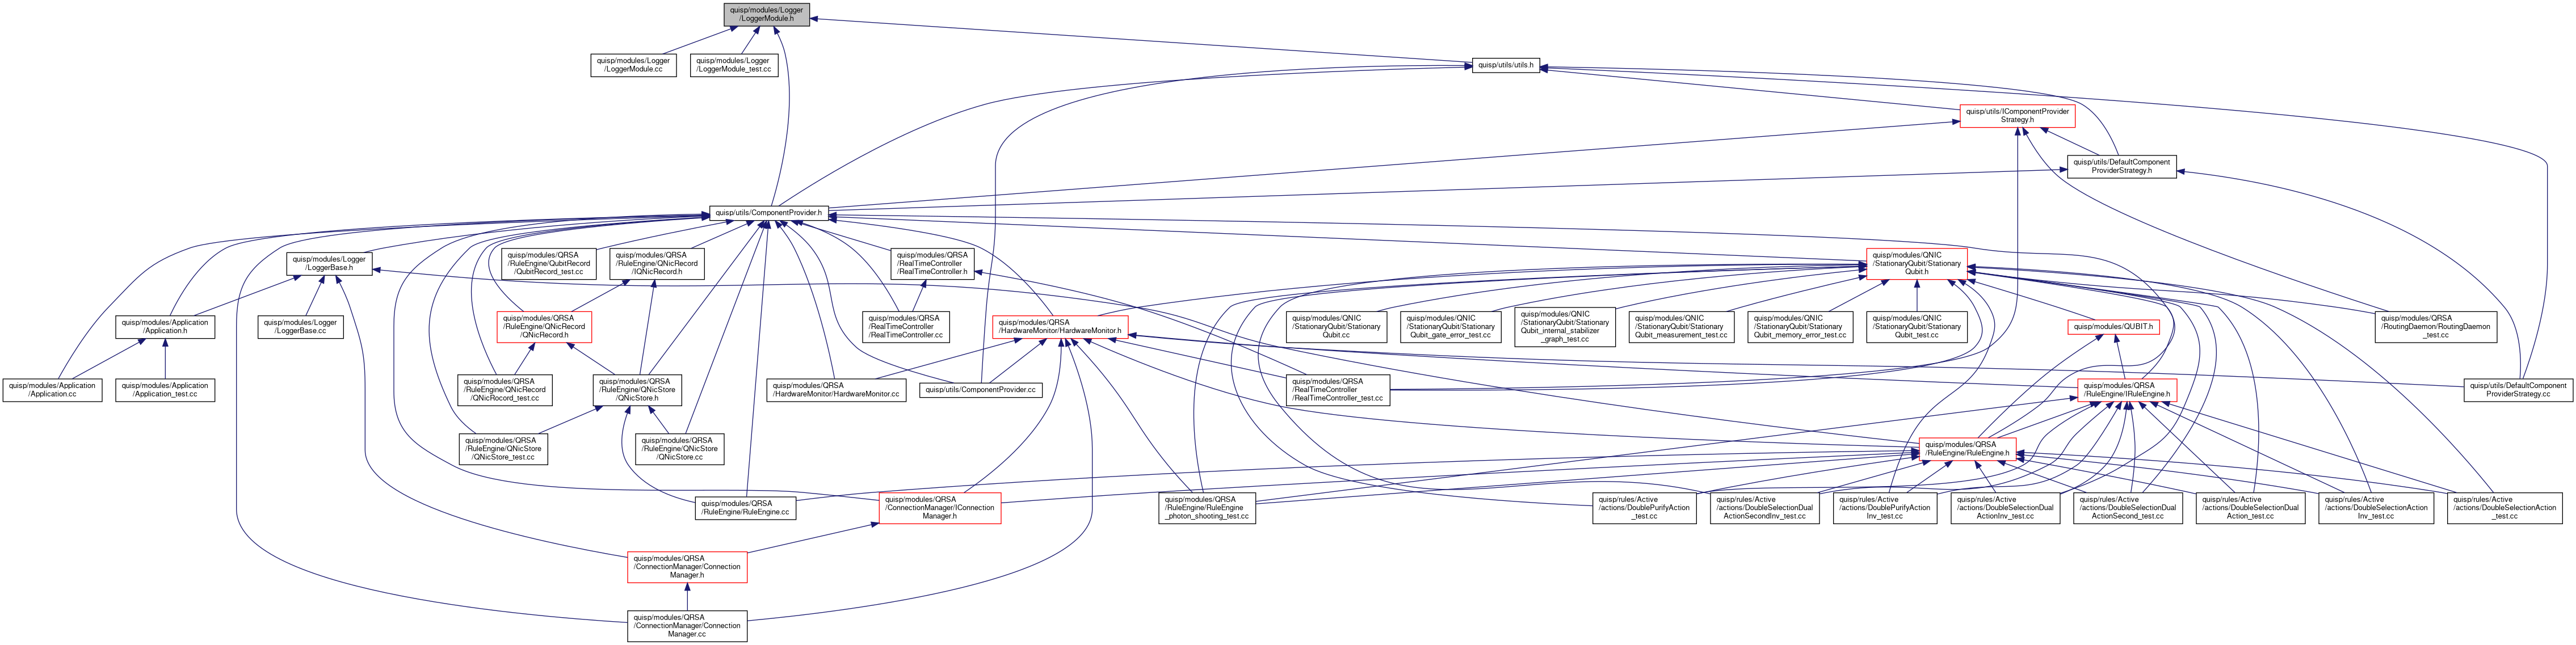 quisp/modules/Logger
/LoggerModule.h
quisp/modules/Logger
/LoggerModule.cc
quisp/modules/Logger
/LoggerModule_test.cc
quisp/utils/utils.h
quisp/utils/IComponentProvider
Strategy.h
quisp/utils/DefaultComponent
ProviderStrategy.h
quisp/utils/ComponentProvider.h
quisp/modules/Logger
/LoggerBase.h
quisp/modules/QRSA
/RuleEngine/QubitRecord
/QubitRecord_test.cc
quisp/modules/QRSA
/RuleEngine/QNicRecord
/IQNicRecord.h
quisp/modules/QRSA
/RealTimeController
/RealTimeController.h
quisp/modules/QNIC
/StationaryQubit/Stationary
Qubit.h
quisp/modules/Application
/Application.h
quisp/modules/Logger
/LoggerBase.cc
quisp/modules/QRSA
/RuleEngine/QNicRecord
/QNicRecord.h
quisp/modules/QRSA
/RealTimeController
/RealTimeController.cc
quisp/modules/QRSA
/HardwareMonitor/HardwareMonitor.h
quisp/modules/QNIC
/StationaryQubit/Stationary
Qubit.cc
quisp/modules/QNIC
/StationaryQubit/Stationary
Qubit_gate_error_test.cc
quisp/modules/QNIC
/StationaryQubit/Stationary
Qubit_internal_stabilizer
_graph_test.cc
quisp/modules/QNIC
/StationaryQubit/Stationary
Qubit_measurement_test.cc
quisp/modules/QNIC
/StationaryQubit/Stationary
Qubit_memory_error_test.cc
quisp/modules/QNIC
/StationaryQubit/Stationary
Qubit_test.cc
quisp/modules/QUBIT.h
quisp/modules/QRSA
/RoutingDaemon/RoutingDaemon
_test.cc
quisp/modules/Application
/Application.cc
quisp/modules/Application
/Application_test.cc
quisp/modules/QRSA
/RuleEngine/QNicRecord
/QNicRocord_test.cc
quisp/modules/QRSA
/RuleEngine/QNicStore
/QNicStore.h
quisp/modules/QRSA
/HardwareMonitor/HardwareMonitor.cc
quisp/utils/ComponentProvider.cc
quisp/modules/QRSA
/RealTimeController
/RealTimeController_test.cc
quisp/modules/QRSA
/RuleEngine/IRuleEngine.h
quisp/utils/DefaultComponent
ProviderStrategy.cc
quisp/modules/QRSA
/RuleEngine/QNicStore
/QNicStore_test.cc
quisp/modules/QRSA
/RuleEngine/QNicStore
/QNicStore.cc
quisp/modules/QRSA
/RuleEngine/RuleEngine.h
quisp/modules/QRSA
/RuleEngine/RuleEngine.cc
quisp/modules/QRSA
/ConnectionManager/IConnection
Manager.h
quisp/modules/QRSA
/RuleEngine/RuleEngine
_photon_shooting_test.cc
quisp/rules/Active
/actions/DoublePurifyAction
_test.cc
quisp/rules/Active
/actions/DoubleSelectionDual
ActionSecondInv_test.cc
quisp/rules/Active
/actions/DoublePurifyAction
Inv_test.cc
quisp/rules/Active
/actions/DoubleSelectionDual
ActionInv_test.cc
quisp/rules/Active
/actions/DoubleSelectionDual
ActionSecond_test.cc
quisp/rules/Active
/actions/DoubleSelectionDual
Action_test.cc
quisp/rules/Active
/actions/DoubleSelectionAction
Inv_test.cc
quisp/rules/Active
/actions/DoubleSelectionAction
_test.cc
quisp/modules/QRSA
/ConnectionManager/Connection
Manager.h
quisp/modules/QRSA
/ConnectionManager/Connection
Manager.cc